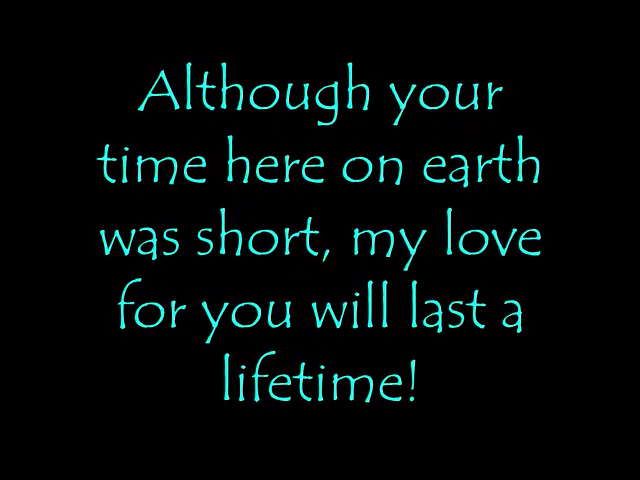 Although your
time here on earth
was short, my love
for you will last a
lifetime!